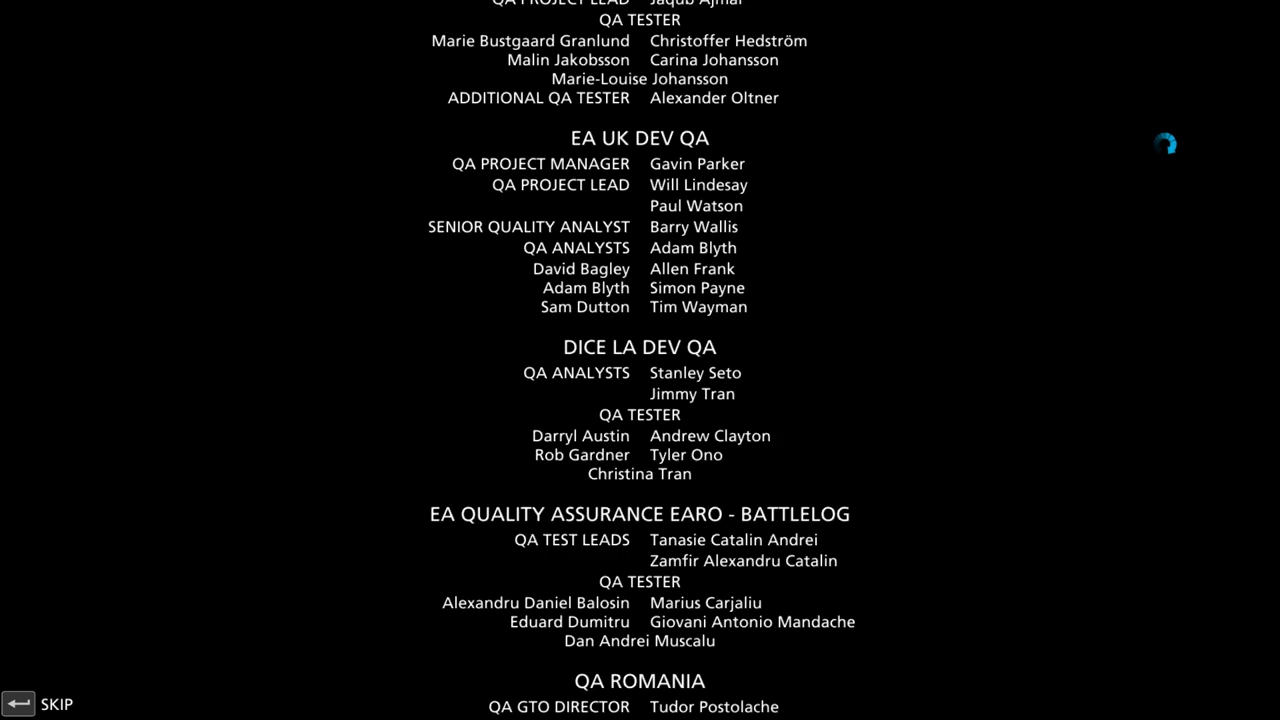 QA PROJECT LEAD Jaqub Ajmal
QA TESTER
Marie Bustgaard Granlund Christoffer Hedström
Malin Jakobsson Carina Johansson
Marie-Louise Johansson
ADDITIONAL QA TESTER Alexander Oltner
EA UK DEV QA
QA PROJECT MANAGER Gavin Parker
QA PROJECT LEAD Will Lindesay
Paul Watson
SENIOR QUALITY ANALYST Barry Wallis
QA ANALYSTS Adam Blyth
David Bagley Allen Frank
Adam Blyth Simon Payne
Sam Dutton Tim Wayman
DICE LA DEV QA
QA ANALYSTS Stanley Seto
Jimmy Tran
QA TESTER
Darryl Austin Andrew Clayton
Rob Gardner Tyler Ono
Christina Tran
EA QUALITY ASSURANCE EARO - BATTLELOG
QA TEST LEADS Tanasie Catalin Andrei
Zamfir Alexandru Catalin
QA TESTER
Alexandru Daniel Balosin Marius Carjaliu
Eduard Dumitru Giovani Antonio Mandache
Dan Andrei Muscalu
QA ROMANIA
QA GTO DIRECTOR Tudor Postolache
SKIP